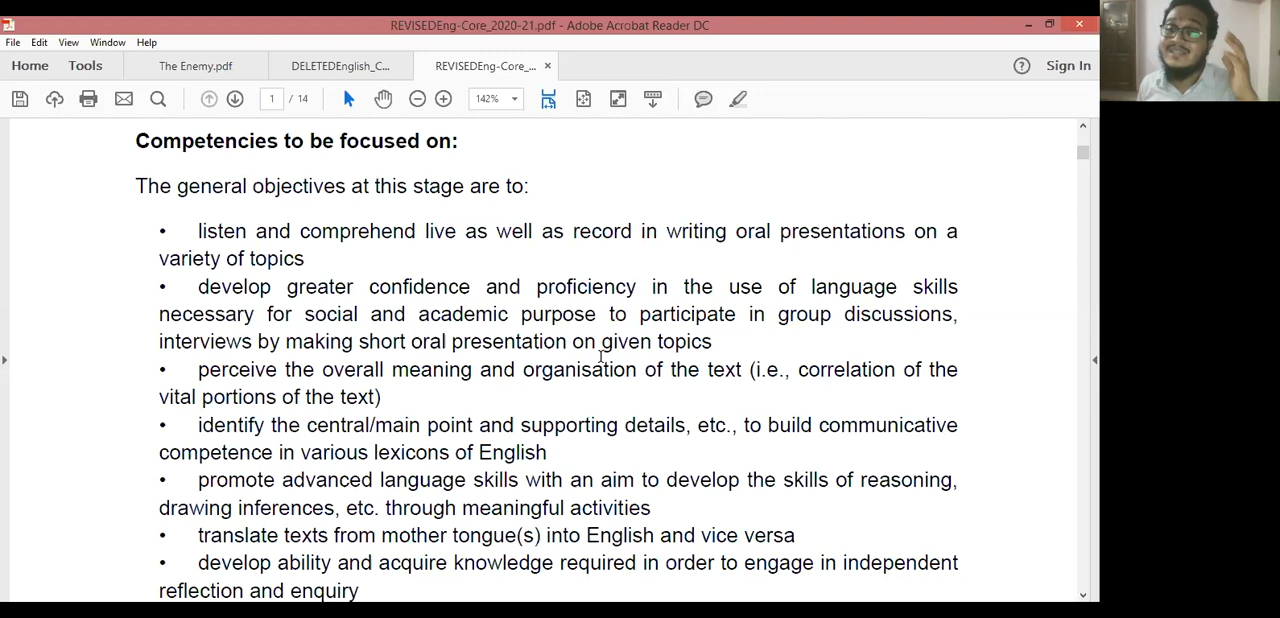 REVISEDEng-Core_2020-21.pdf - Adobe Acrobat Reader DC
File Edit View Window Help
Home Tools The Enemy.pdf DELETEDEnglish_C... REVISEDEng-Core_... × Sign In
1 / 14 142%
Competencies to be focused on:
The general objectives at this stage are to:
• listen and comprehend live as well as record in writing oral presentations on a
variety of topics
• develop greater confidence and proficiency in the use of language skills
necessary for social and academic purpose to participate in group discussions,
interviews by making short oral presentation on given topics
• perceive the overall meaning and organisation of the text (i.e., correlation of the
vital portions of the text)
• identify the central/main point and supporting details, etc., to build communicative
competence in various lexicons of English
• promote advanced language skills with an aim to develop the skills of reasoning,
drawing inferences, etc. through meaningful activities
• translate texts from mother tongue(s) into English and vice versa
• develop ability and acquire knowledge required in order to engage in independent
reflection and enquiry